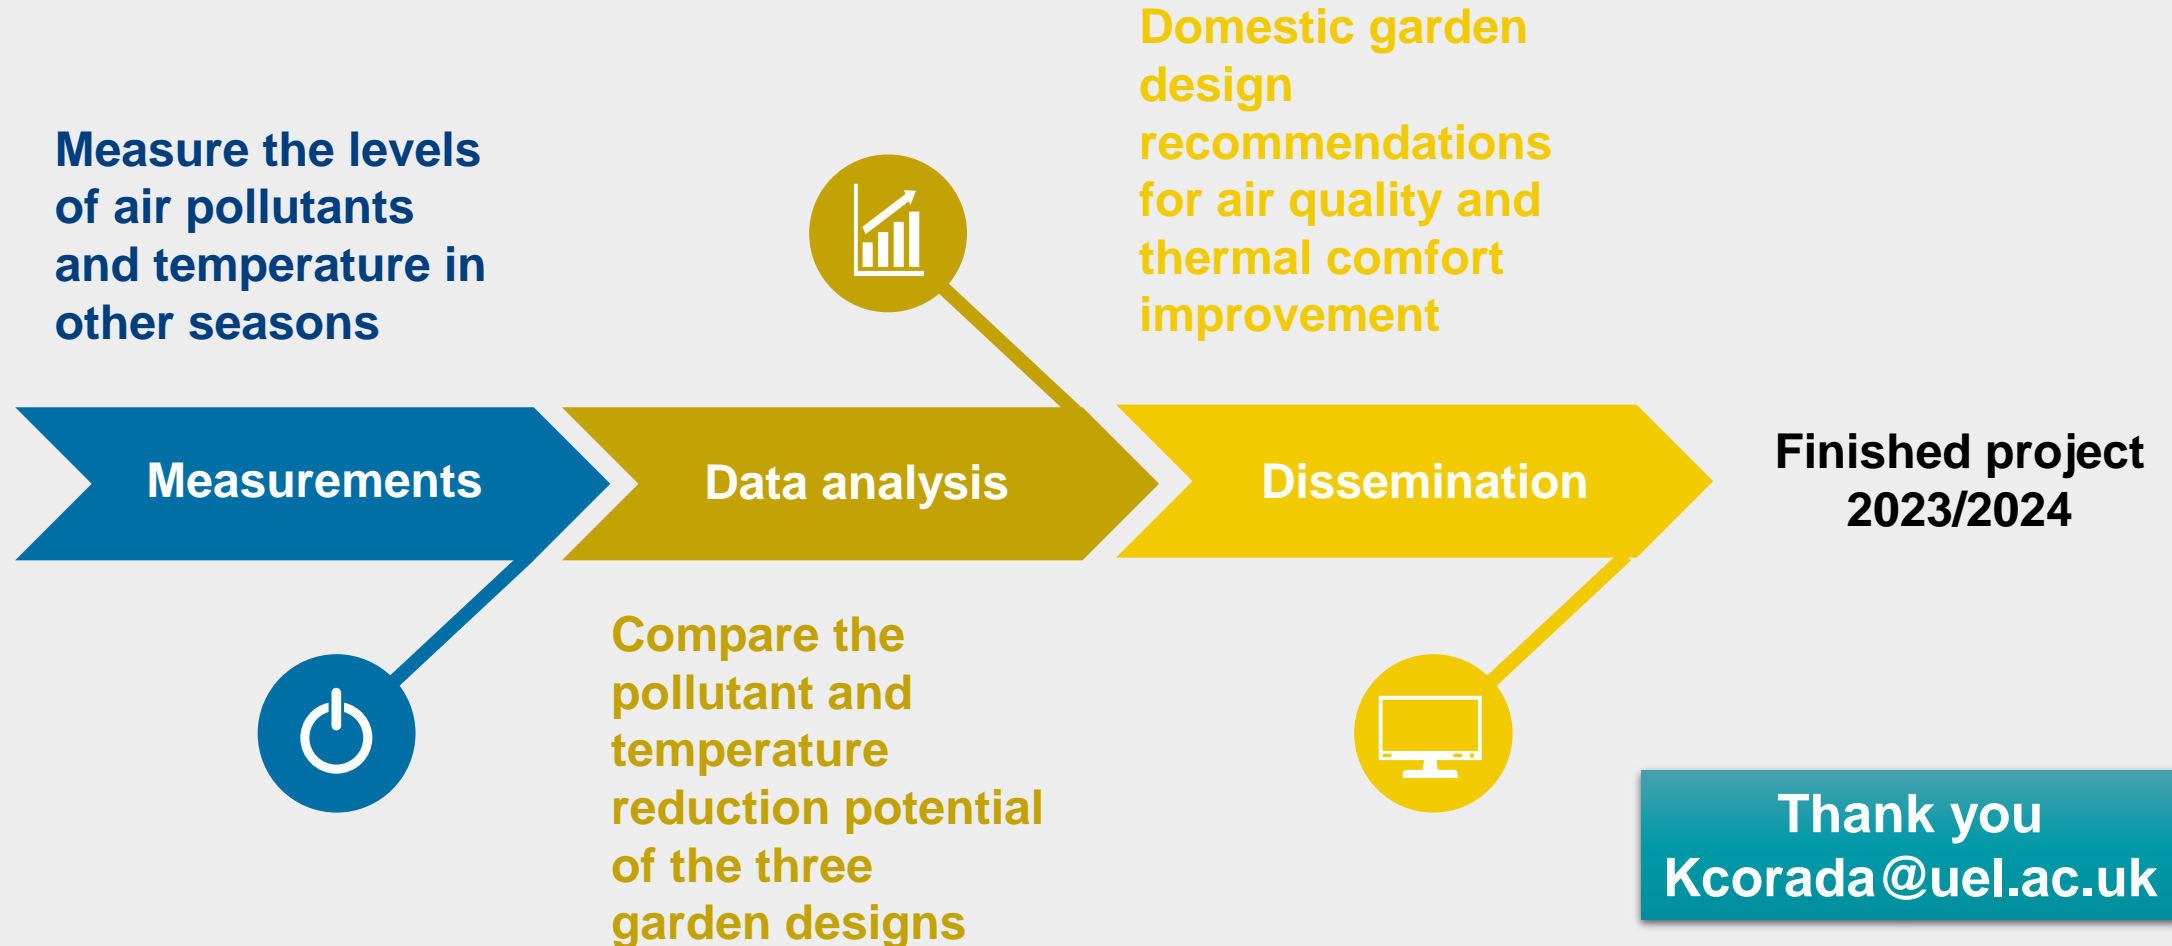 Measure the levels
of air pollutants
and temperature in
other seasons
Domestic garden
design
recommendations
for air quality and
thermal comfort
improvement
Measurements
Data analysis
Dissemination
Finished project
2023/2024
Compare the
pollutant and
temperature
reduction potential
of the three
garden designs
Thank you
Kcorada@uel.ac.uk